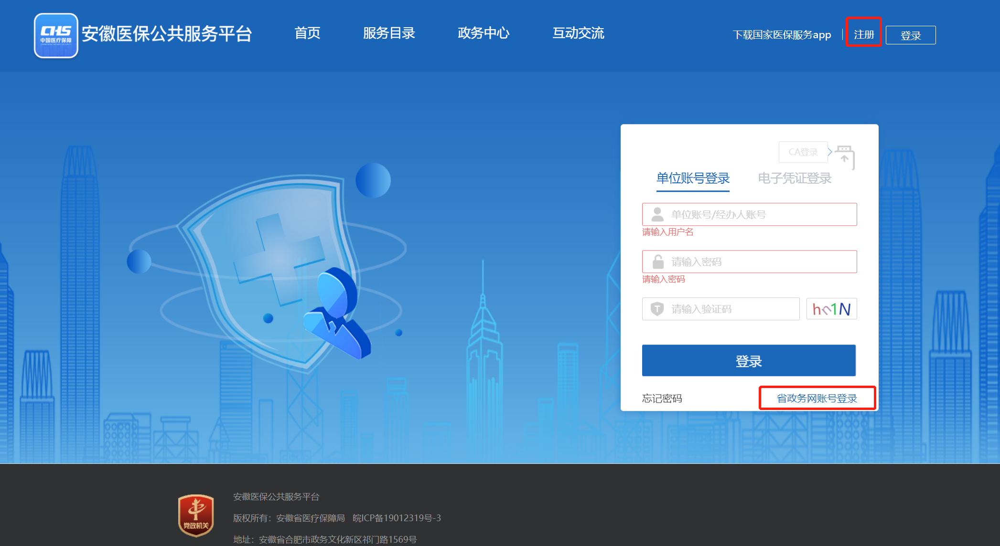 CHS
中国医疗保障
安徽医保公共服务平台
首页
服务目录
政务中心
互动交流
下载国家医保服务app
注册
登录
CA登录
单位账号登录
电子凭证登录
单位账号/经办人账号
请输入用户名
请输入密码
请输入密码
T
请输入验证码
hn1N
登录
忘记密码
省政务网账号登录
党政机关
安徽医保公共服务平台
版权所有：安徽省医疗保障局 皖ICP备19012319号-3
地址：安徽省合肥市政务文化新区祁门路1569号